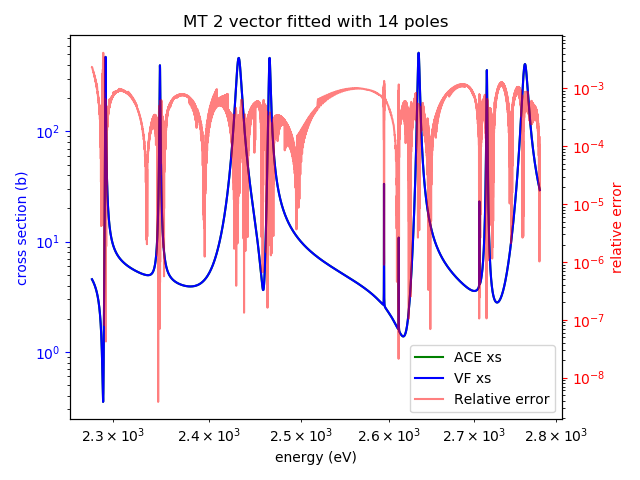 MT 2 vector fitted with 14 poles
cross section (b)
10²
10¹
10⁰
10⁻³
10⁻⁴
10⁻⁵
10⁻⁶
10⁻⁷
10⁻⁸
relative error
ACE xs
VF xs
Relative error
2.3 × 10³ 2.4 × 10³ 2.5 × 10³ 2.6 × 10³ 2.7 × 10³ 2.8 × 10³
energy (eV)